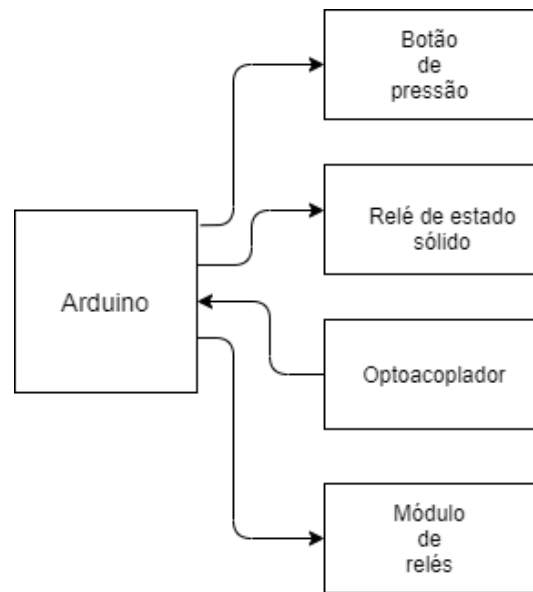 Botão
de
pressão
Relé de estado
sólido
Arduino
Optoacoplador
Módulo
de
relés